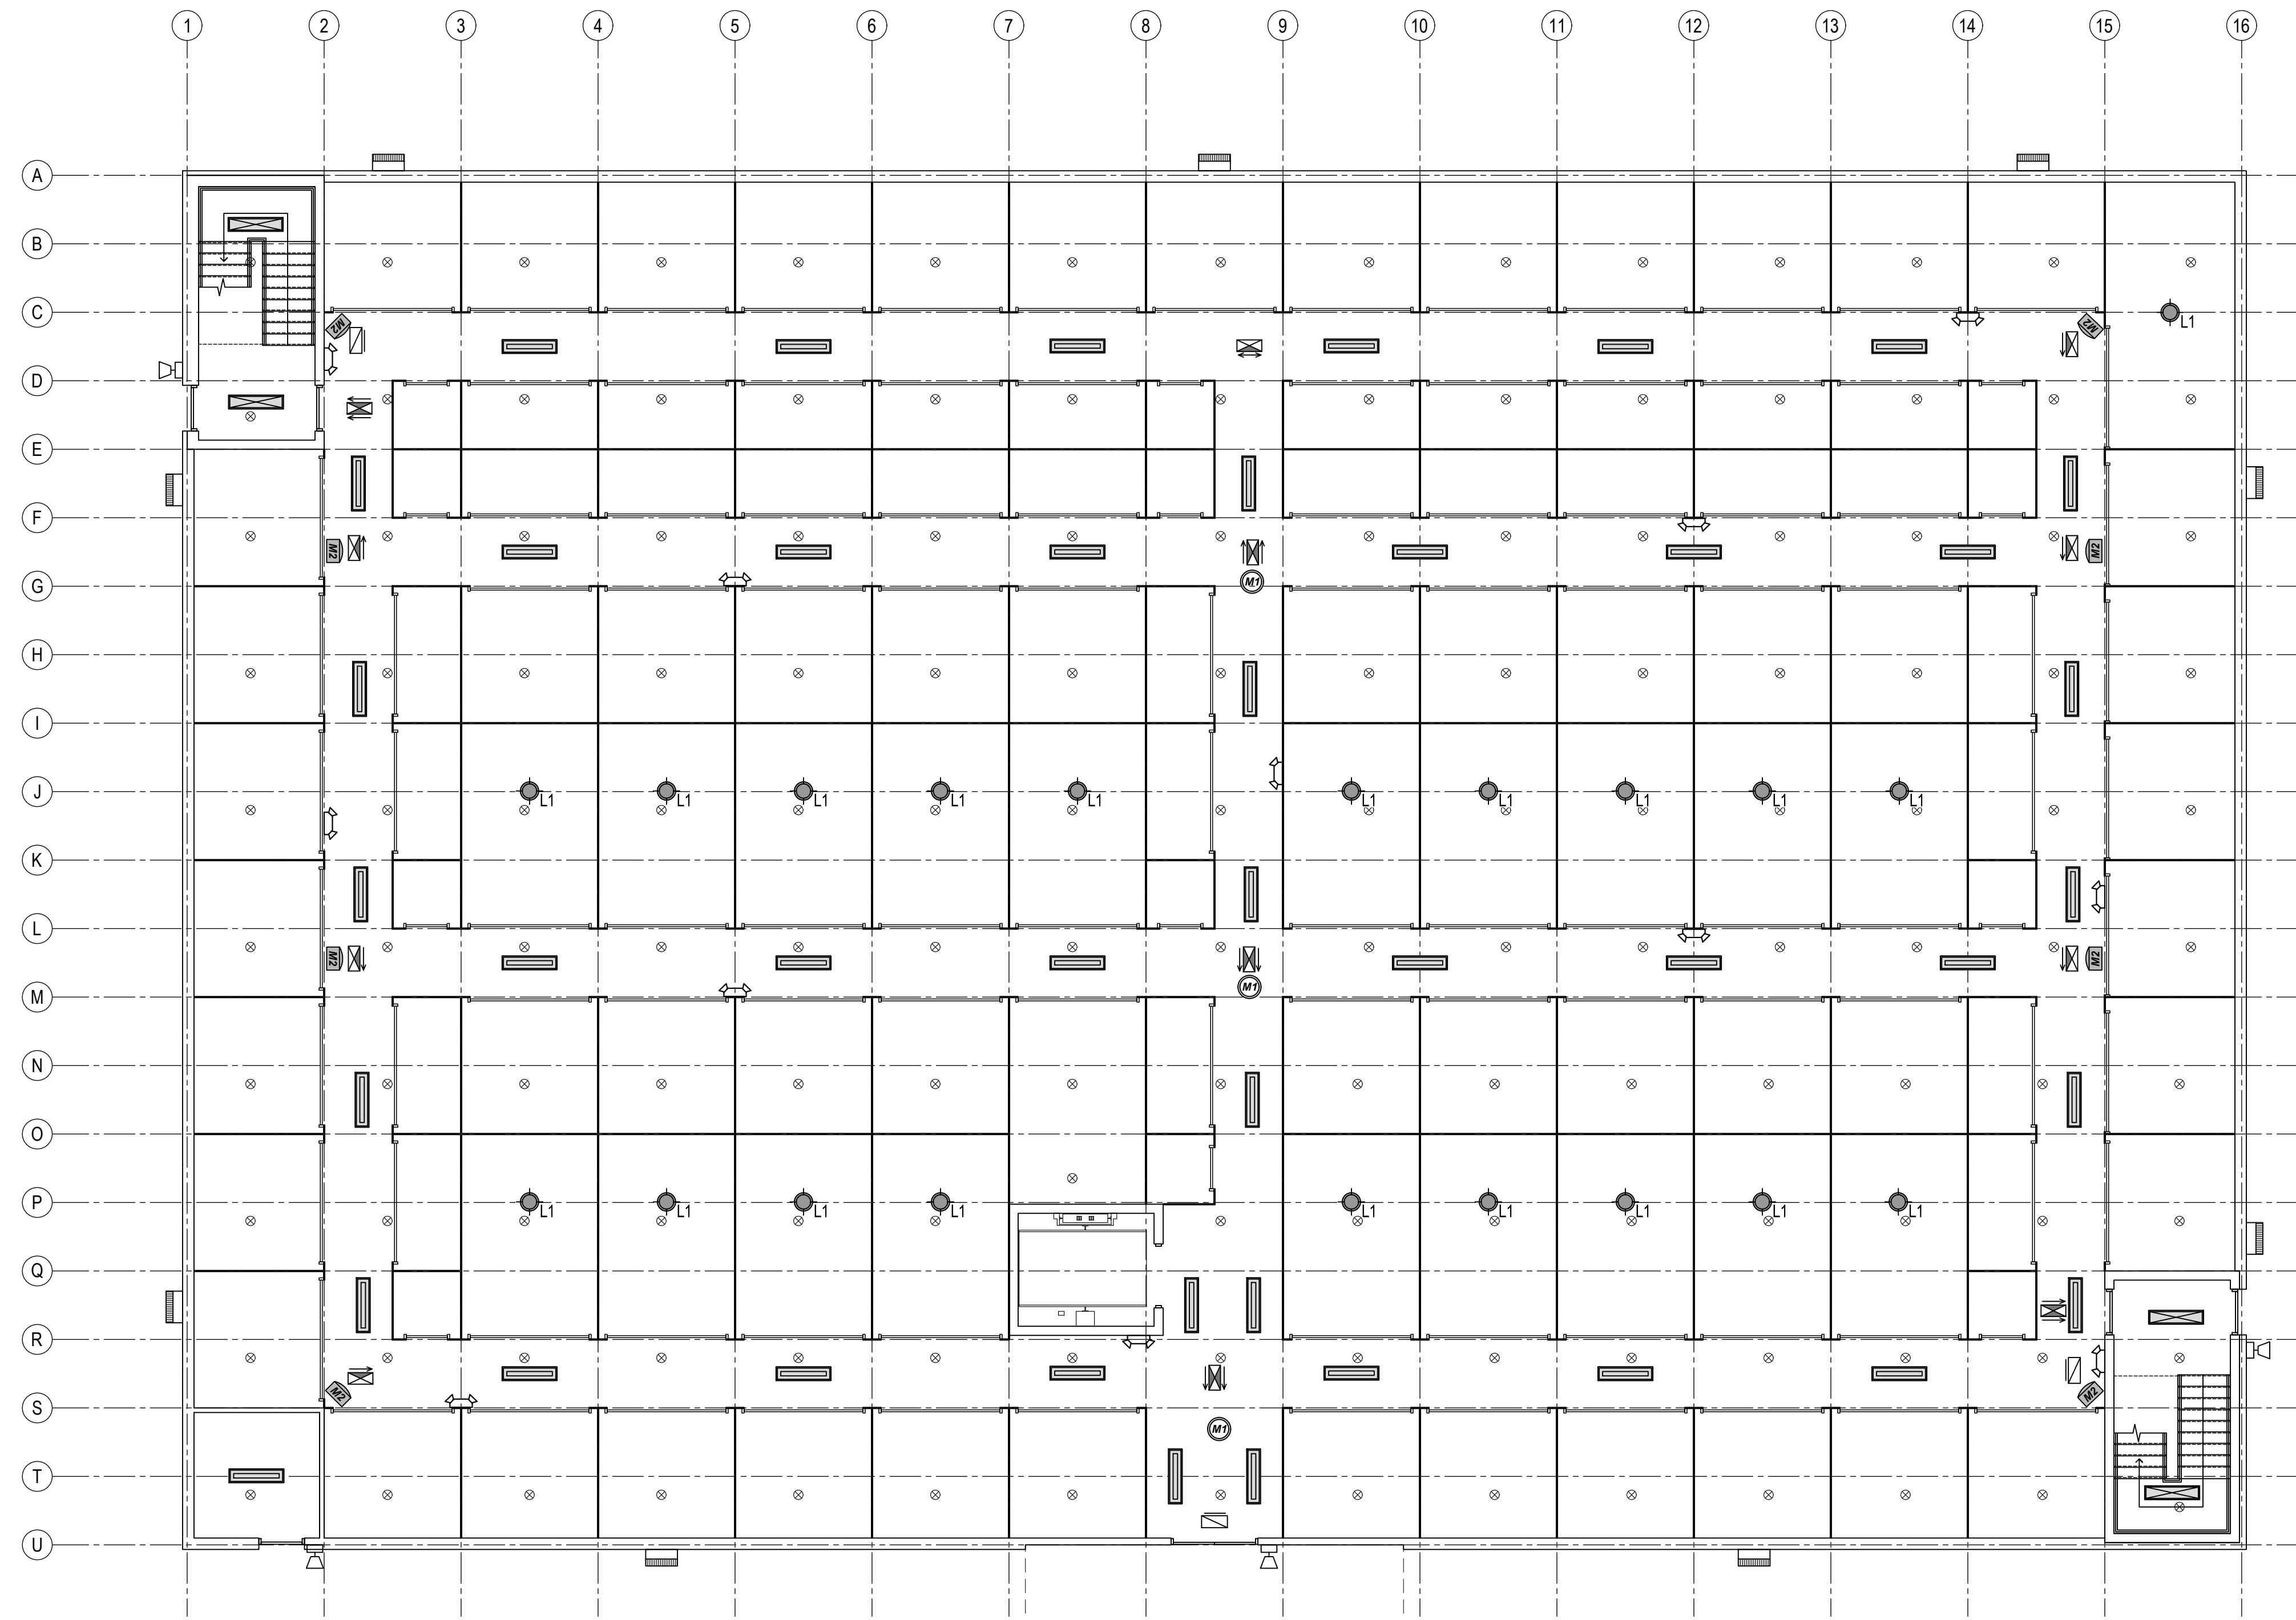 1 2 3 4 5 6 7 8 9 10 11 12 13 14 15 16
A
B
C
M2 M2 L1
D
E
F
M2 M2
G
M1
H
I
J
L1 L1 L1 L1 L1 L1 L1 L1 L1 L1
K
L
M2 M2
M
M1
N
O
P
L1 L1 L1 L1 L1 L1 L1 L1 L1
Q
R
M2 M2
S
M1
T
U